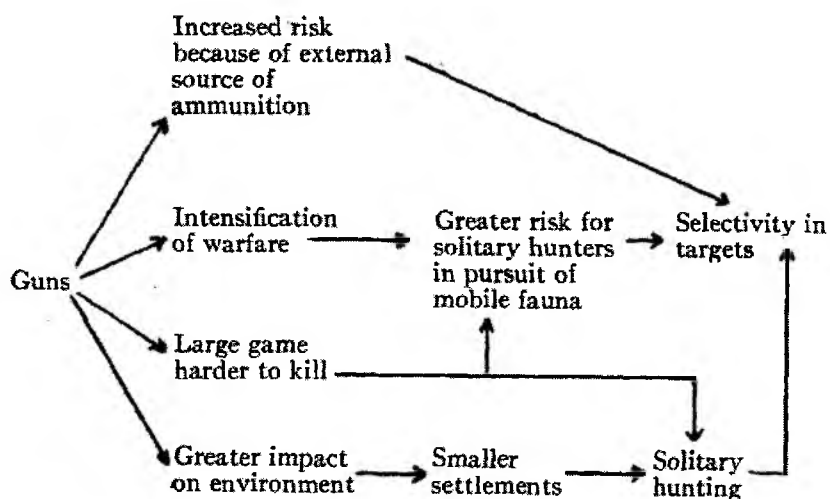 Increased risk
because of external
source of
ammunition
Intensification
of warfare
Greater risk for
solitary hunters
in pursuit of
mobile fauna
Selectivity in
targets
Guns
Large game
harder to kill
Greater impact
on environment
Smaller
settlements
Solitary
hunting